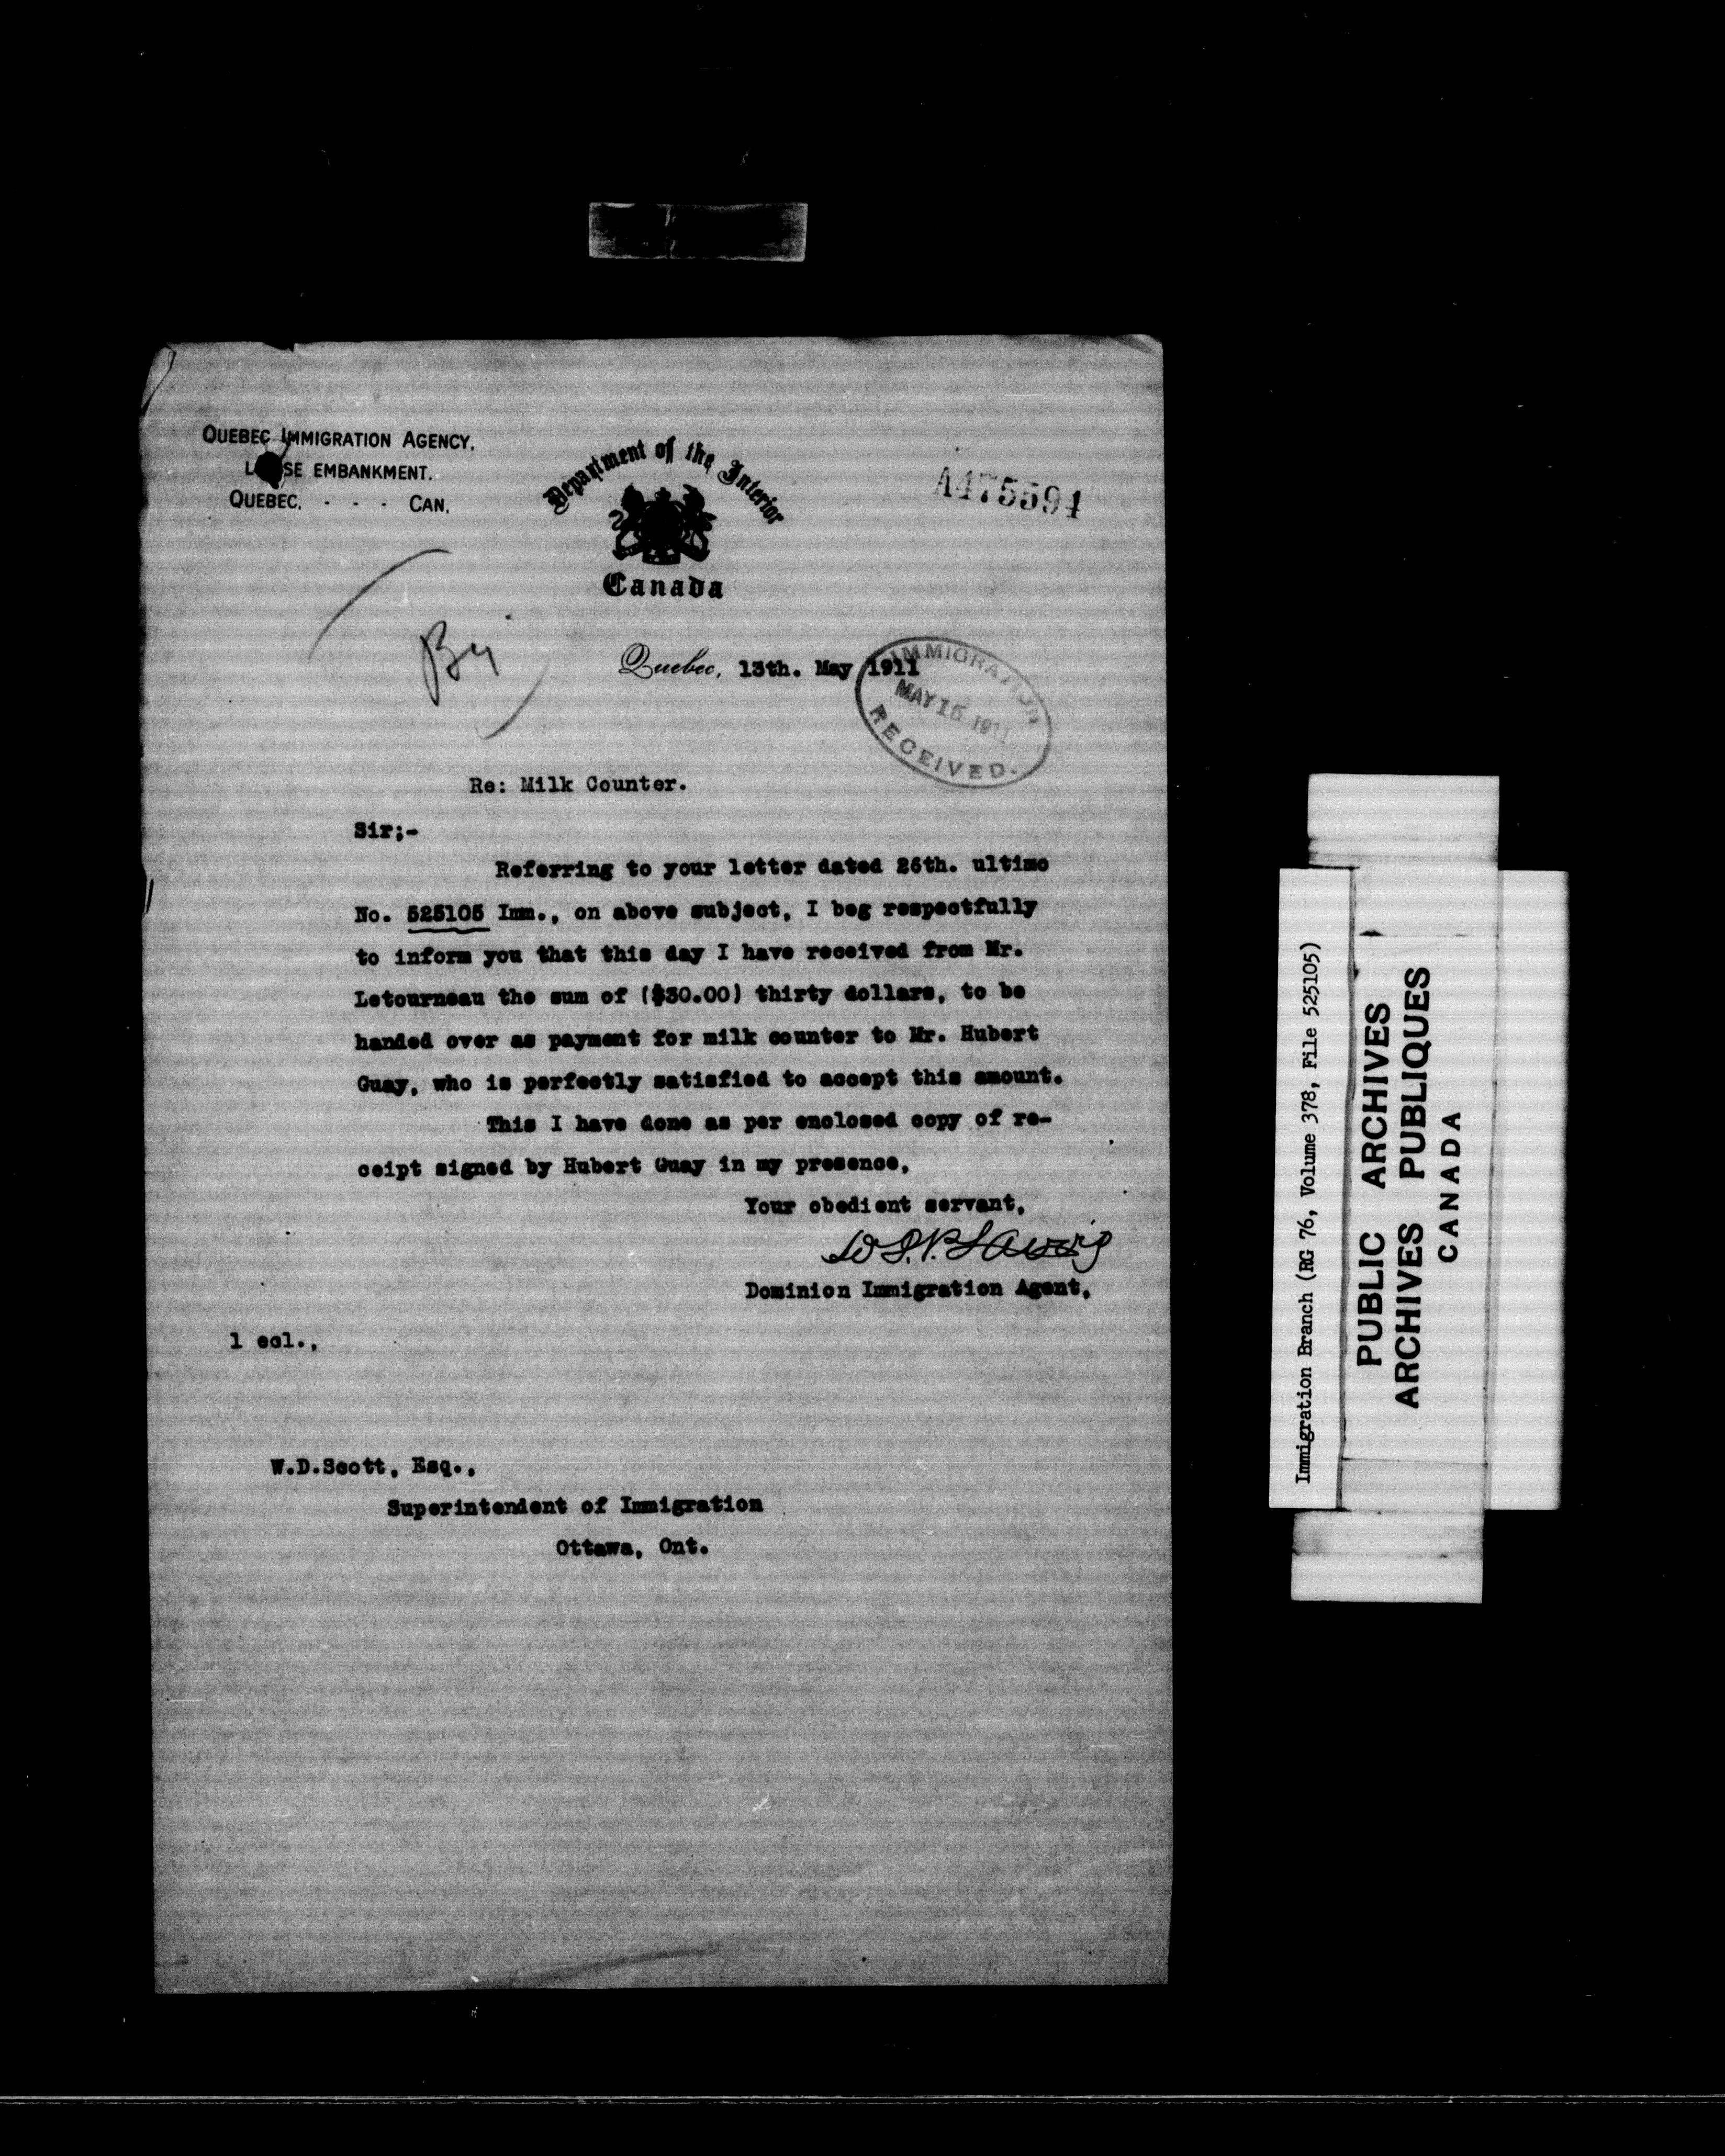 QUEBEC IMMIGRATION AGENCY.
EMBANKMENT.
QUEBEC. - - - CAN.
Department of the Interior
Canada
A475594
Quebec, 13th. May 1911
IMMIGRATION
MAY 15 1911
RECEIVED.
Re: Milk Counter.
Sir;-
Referring to your letter dated 26th. ultimo
No. 525105 Imm., on above subject, I beg respectfully
to inform you that this day I have received from Mr.
Letourneau the sum of ($30.00) thirty dollars, to be
handed over as payment for milk counter to Mr. Hubert
Guay, who is perfectly satisfied to accept this amount.
This I have done as per enclosed copy of re-
ceipt signed by Hubert Guay in my presence,
Your obedient servant,
Dominion Immigration Agent,
1 ecl.,
W.D.Scott, Esq.,
Superintendent of Immigration
Ottawa, Ont.
Immigration Branch (RG 76, Volume 378, File 525105)
PUBLIC ARCHIVES
ARCHIVES PUBLIQUES
CANADA